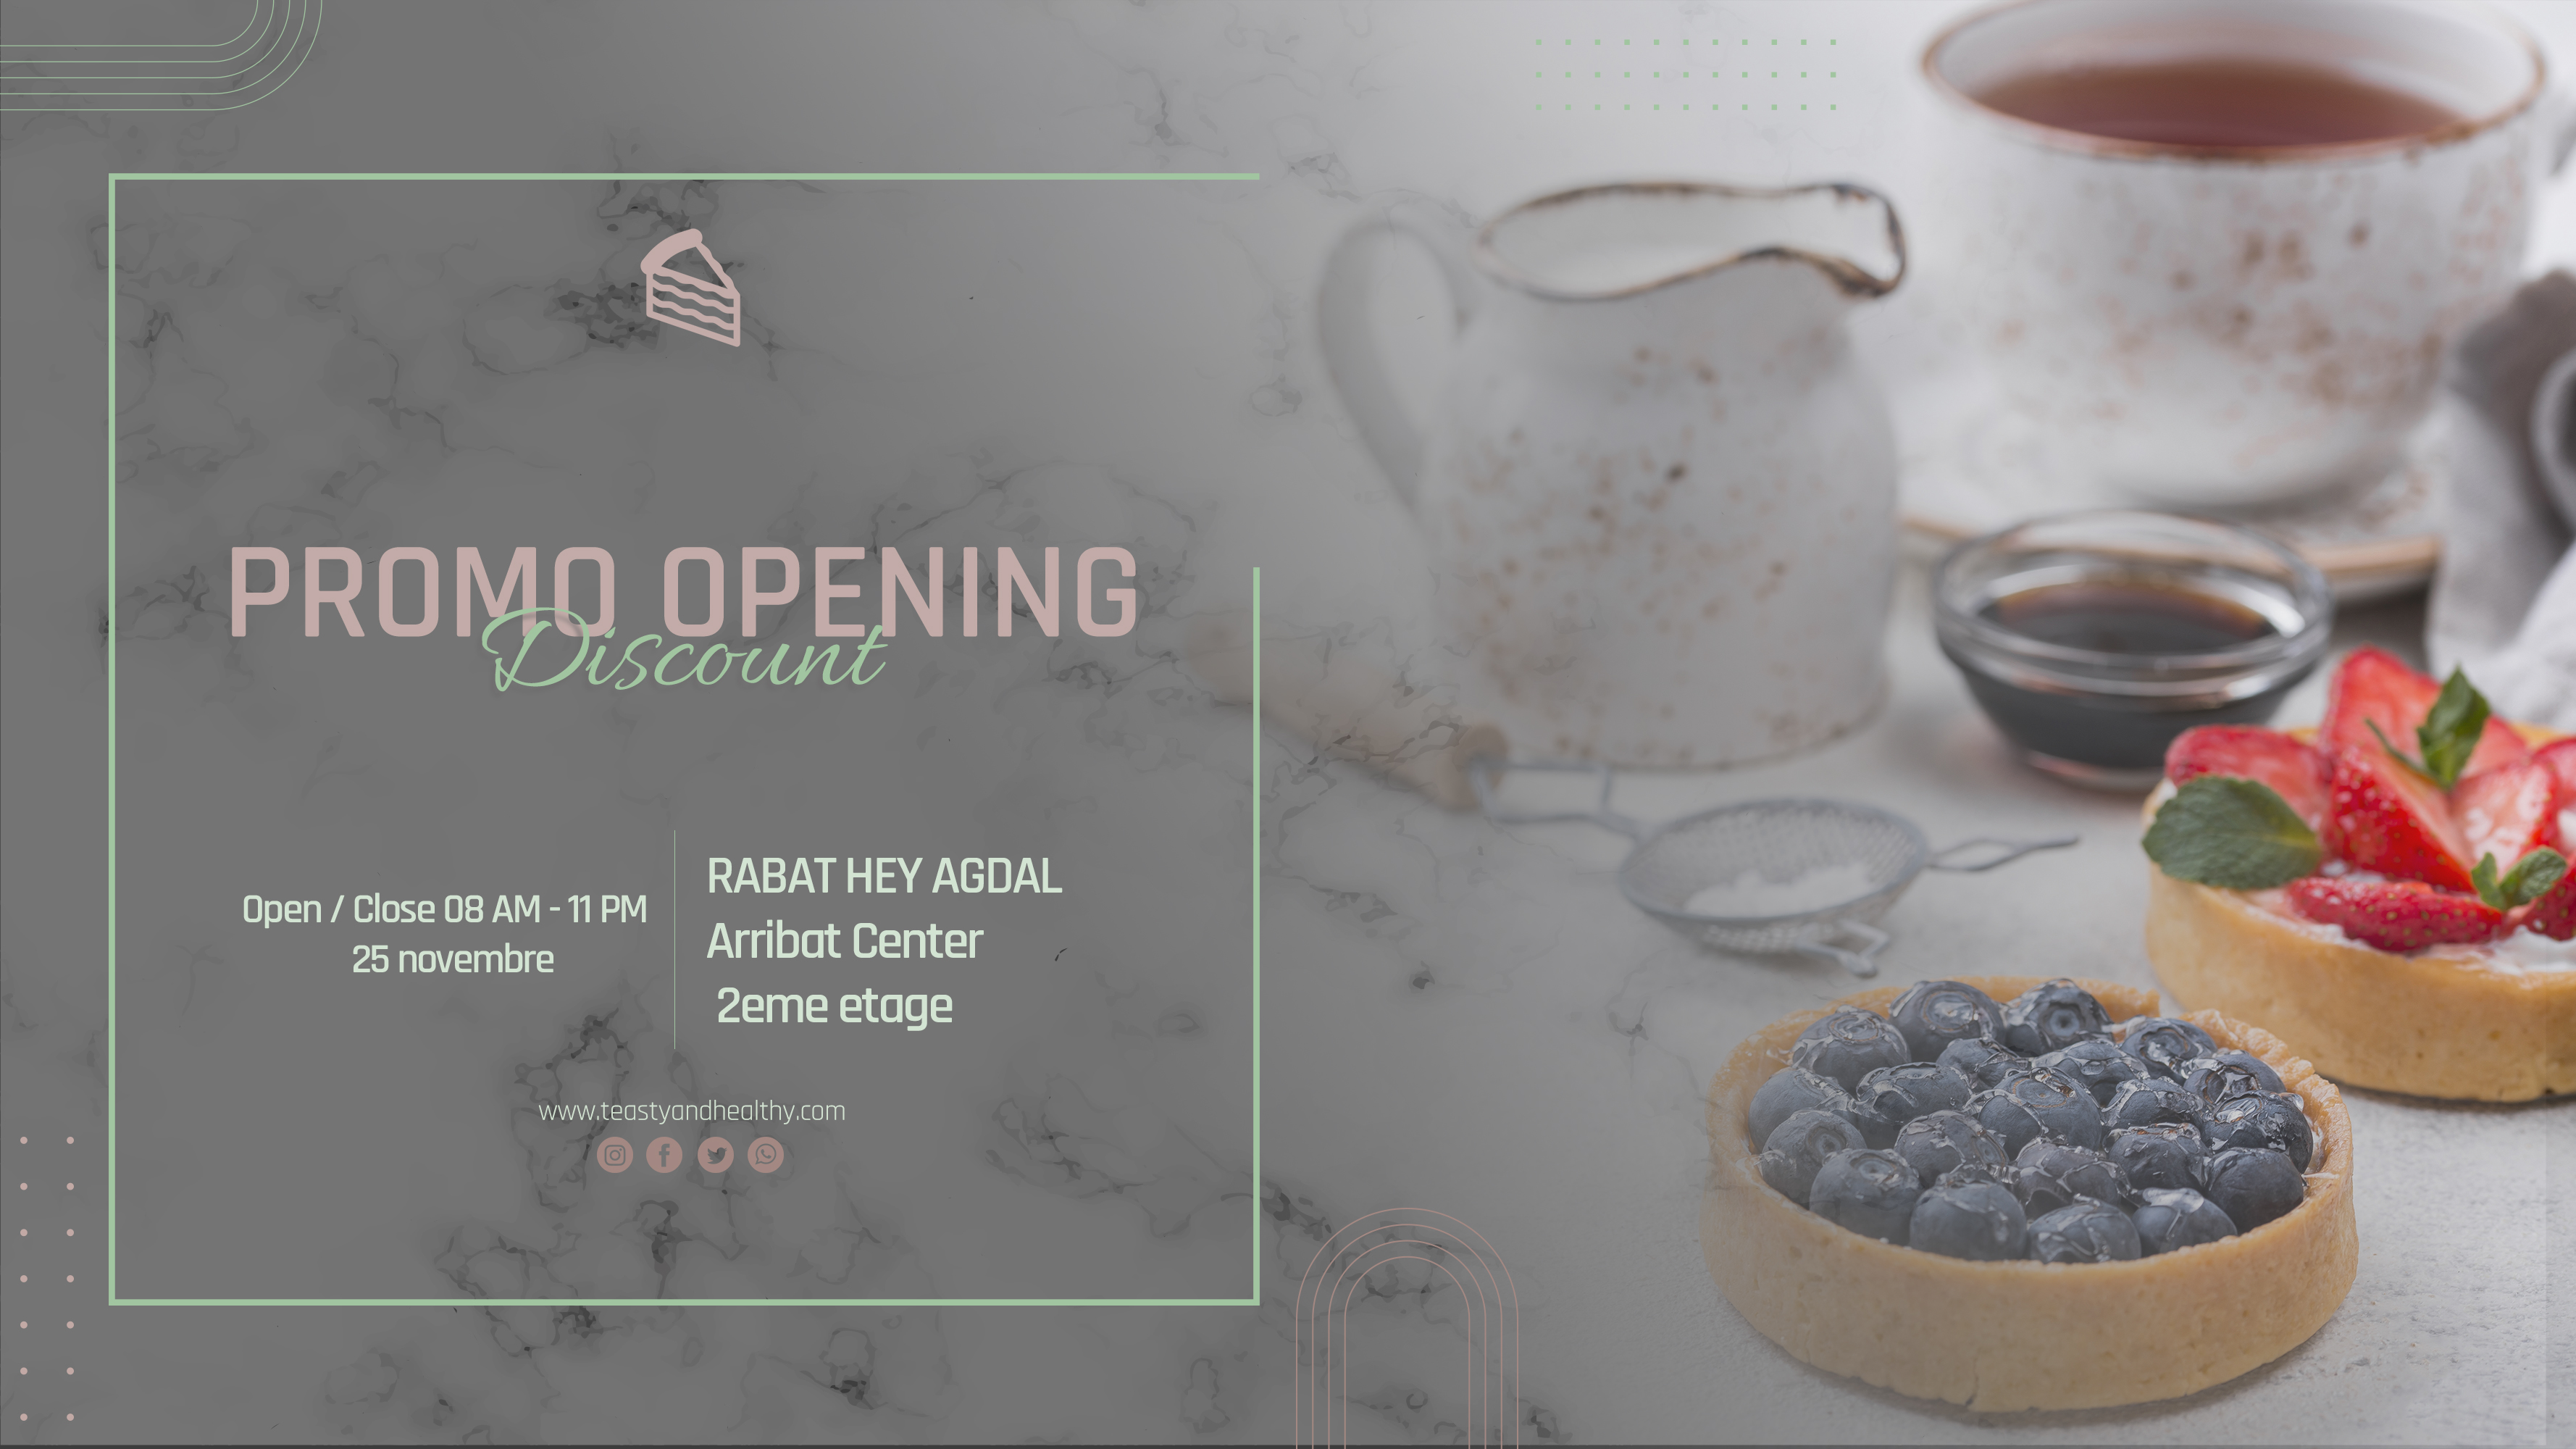 PROMO OPENING
Discount
Open / Close 08 AM - 11 PM
25 novembre
RABAT HEY AGDAL
Arribat Center
2eme etage
www.teastyandhealthy.com